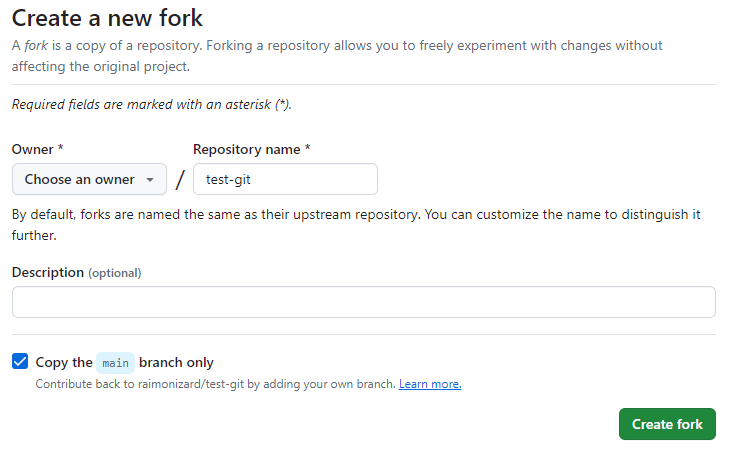 Create a new fork
A fork is a copy of a repository. Forking a repository allows you to freely experiment with changes without
affecting the original project.
Required fields are marked with an asterisk (*).
Owner * Repository name *
Choose an owner / test-git
By default, forks are named the same as their upstream repository. You can customize the name to distinguish it
further.
Description (optional)
Copy the main branch only
Contribute back to raimonizard/test-git by adding your own branch. Learn more.
Create fork